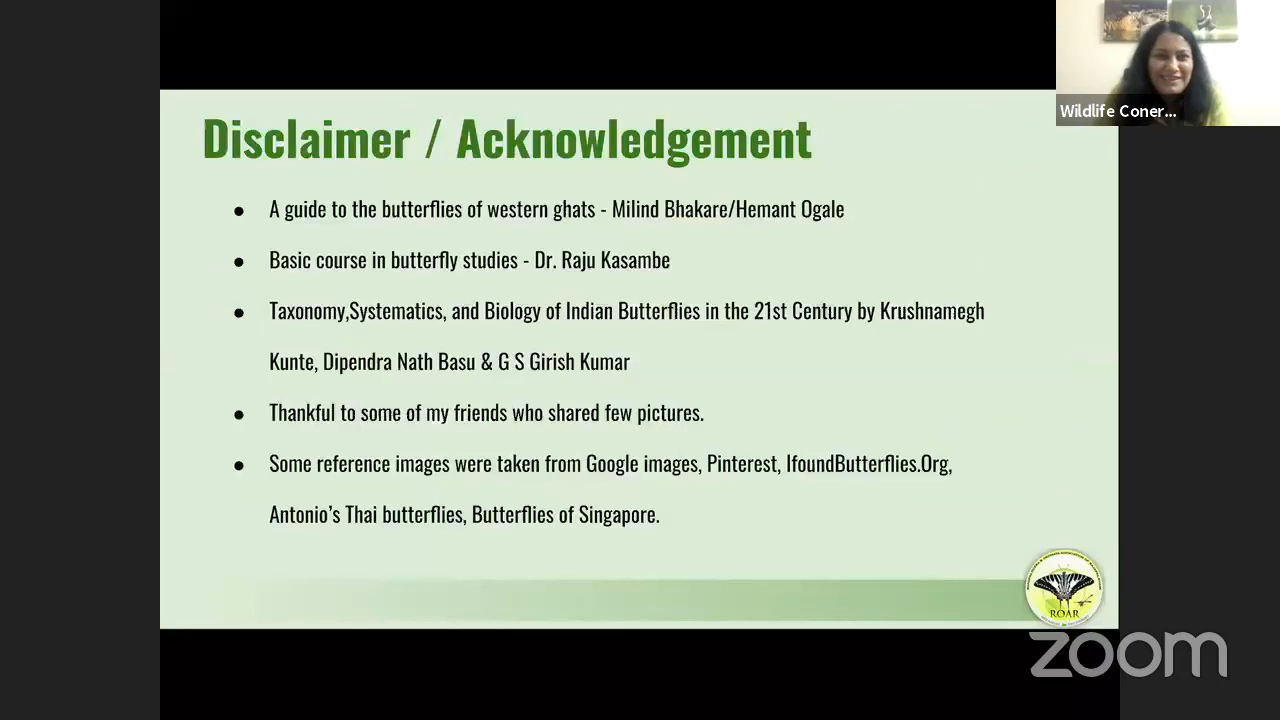 Wildlife Coner...
Disclaimer / Acknowledgement
● A guide to the butterflies of western ghats - Milind Bhakare/Hemant Ogale
● Basic course in butterfly studies - Dr. Raju Kasambe
● Taxonomy,Systematics, and Biology of Indian Butterflies in the 21st Century by Krushnamegh
Kunte, Dipendra Nath Basu & G S Girish Kumar
● Thankful to some of my friends who shared few pictures.
● Some reference images were taken from Google images, Pinterest, IfoundButterflies.Org,
Antonio's Thai butterflies, Butterflies of Singapore.
ROAR
zoom